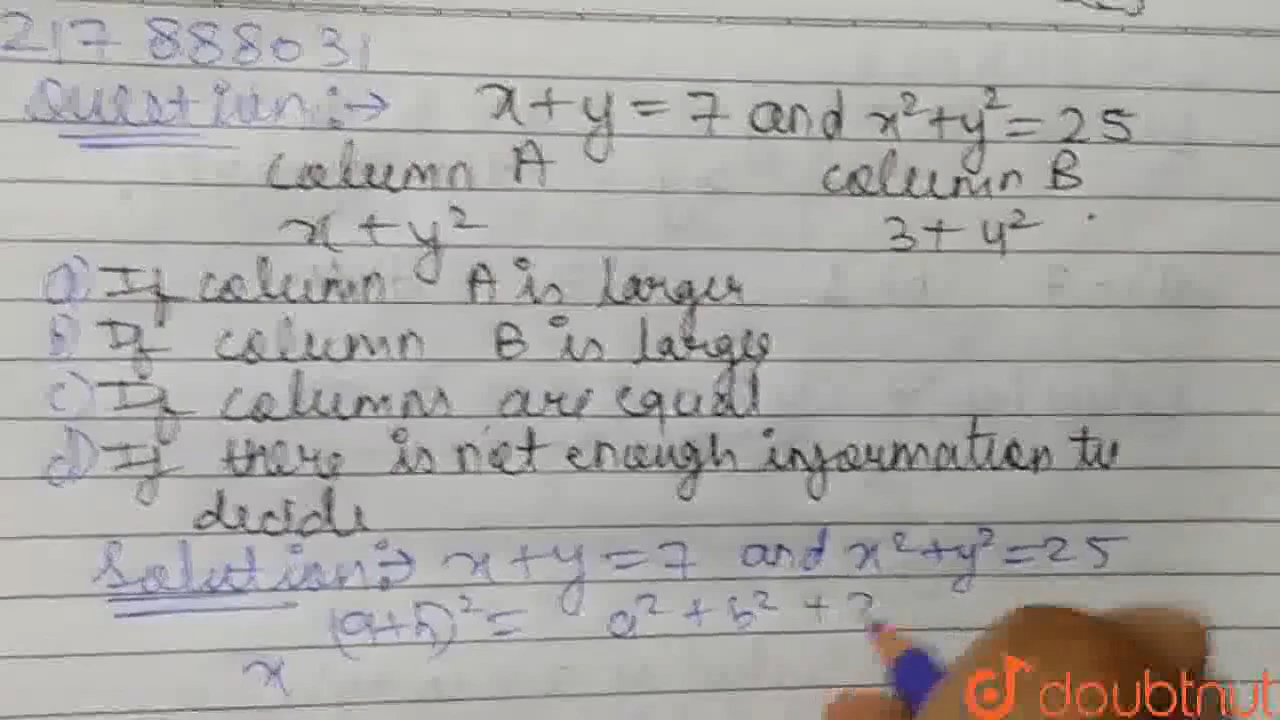 217 888031
Question:→ x+y=7 and x²+y²=25
column A column B
x+y² 3+y²
a) If column A is larger
b) If column B is larger
c) If columns are equal
d) If there is not enough information to
decide
Solution:→ x+y=7 and x²+y²=25
(a+b)²= a²+b²+2
x
doubtnut